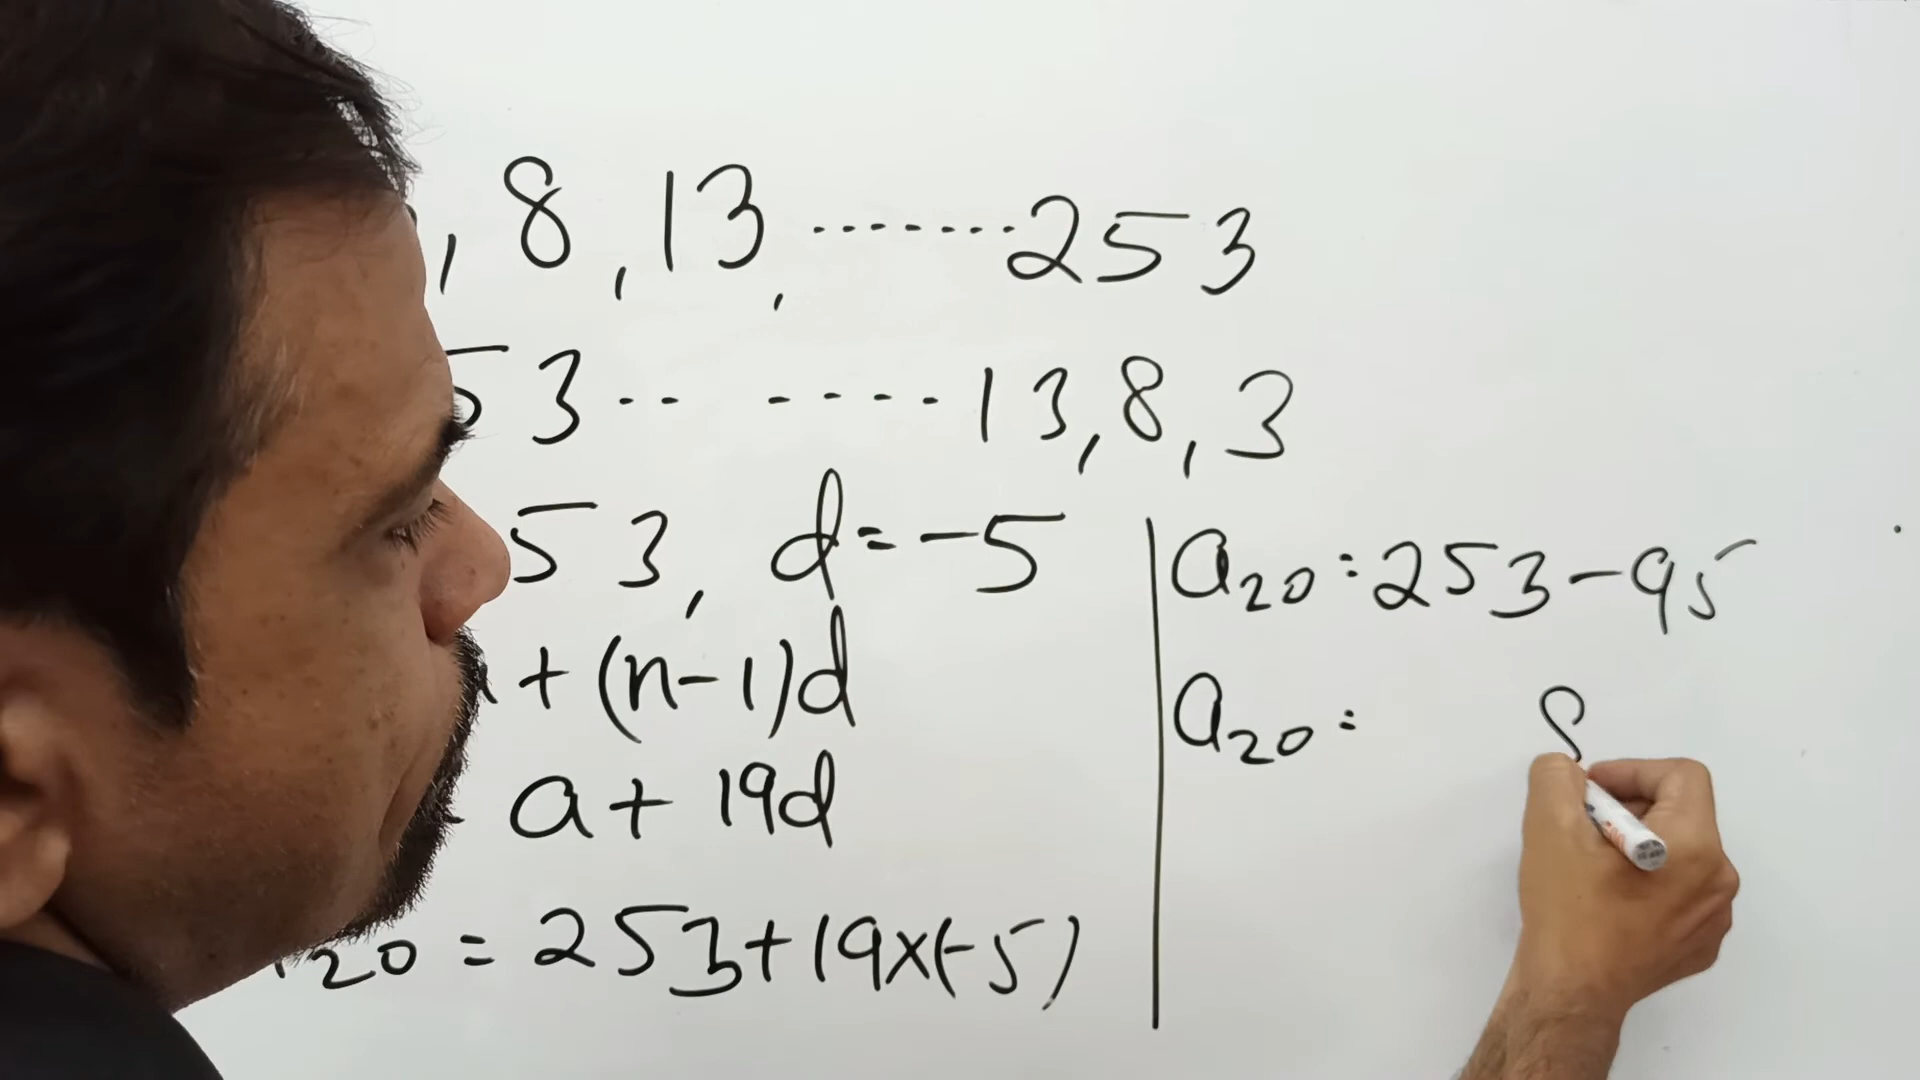 , 8, 13, ........253
53.. .....13, 8, 3
53, d=-5
+ (n-1)d
a + 19d
20 = 253+19x(-5)
a20 = 253-95
a20 = 8